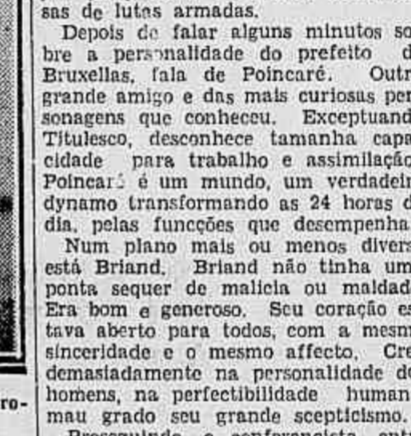 sas de lutas armadas.
Depois de falar alguns minutos so
bre a personalidade do prefeito d
Bruxellas, fala de Poincaré. Outr
grande amigo e das mais curiosas per
sonagens que conheceu. Exceptuand
Titulesco, desconhece tamanha capa
cidade para trabalho e assimilação
Poincaré é um mundo, um verdadeir
dynamo transformando as 24 horas d
dia, pelas funcções que desempenha
Num plano mais ou menos divers
está Briand. Briand não tinha um
ponta sequer de malicia ou maldad
Era bom e generoso. Seu coração es
tava aberto para todos, com a mesm
sinceridade e o mesmo affecto. Cre
demasiadamente na personalidade do
homens, na perfectibilidade human
mau grado seu grande scepticismo.
ro-